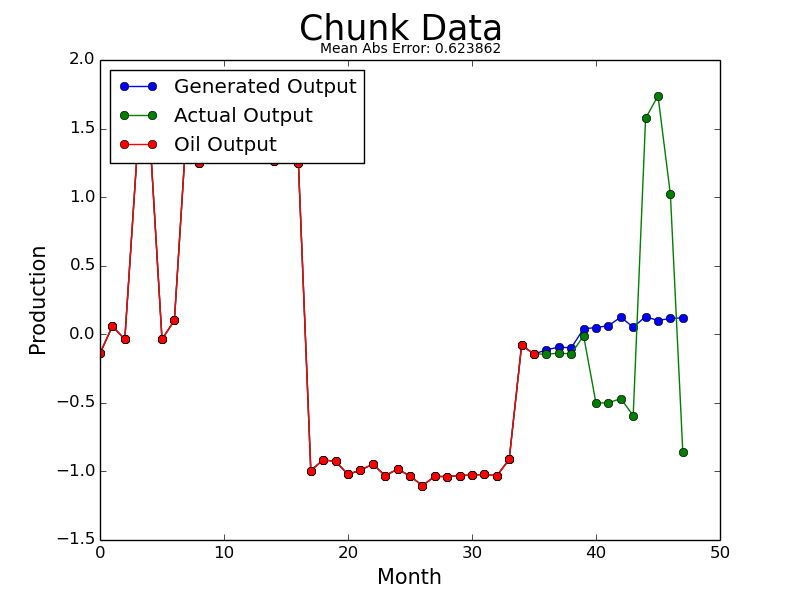 Chunk Data
Mean Abs Error: 0.623862
2.0
1.5
1.0
0.5
0.0
−0.5
−1.0
−1.5
Production
Generated Output
Actual Output
Oil Output
0 10 20 30 40 50
Month